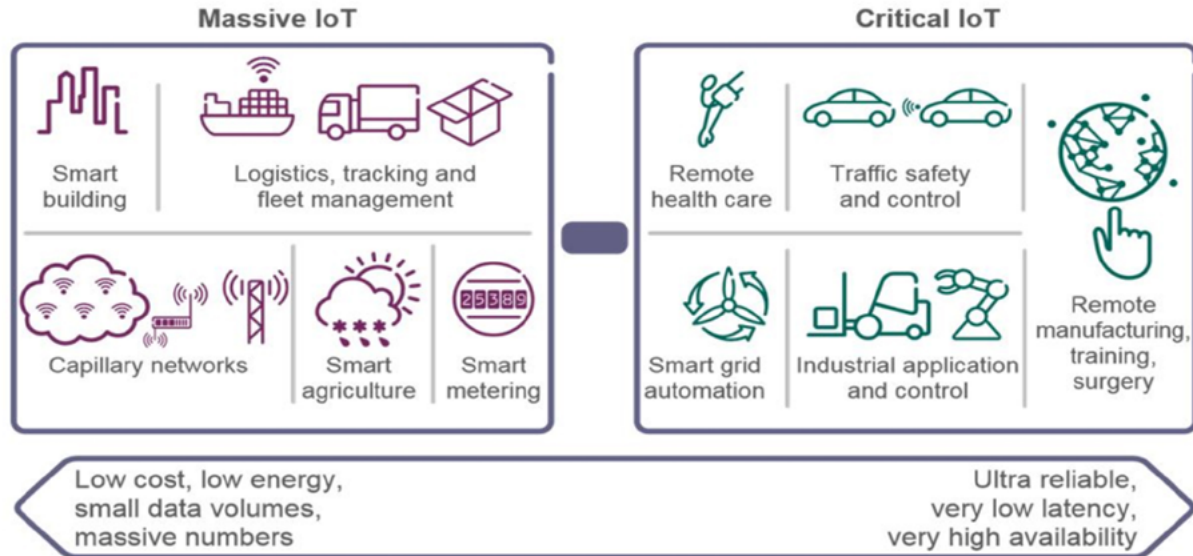 Massive IoT
Smart
building
Logistics, tracking and
fleet management
Capillary networks
Smart
agriculture
25389
Smart
metering
Critical IoT
Remote
health care
Traffic safety
and control
Smart grid
automation
Industrial application
and control
Remote
manufacturing,
training,
surgery
Low cost, low energy,
small data volumes,
massive numbers
Ultra reliable,
very low latency,
very high availability